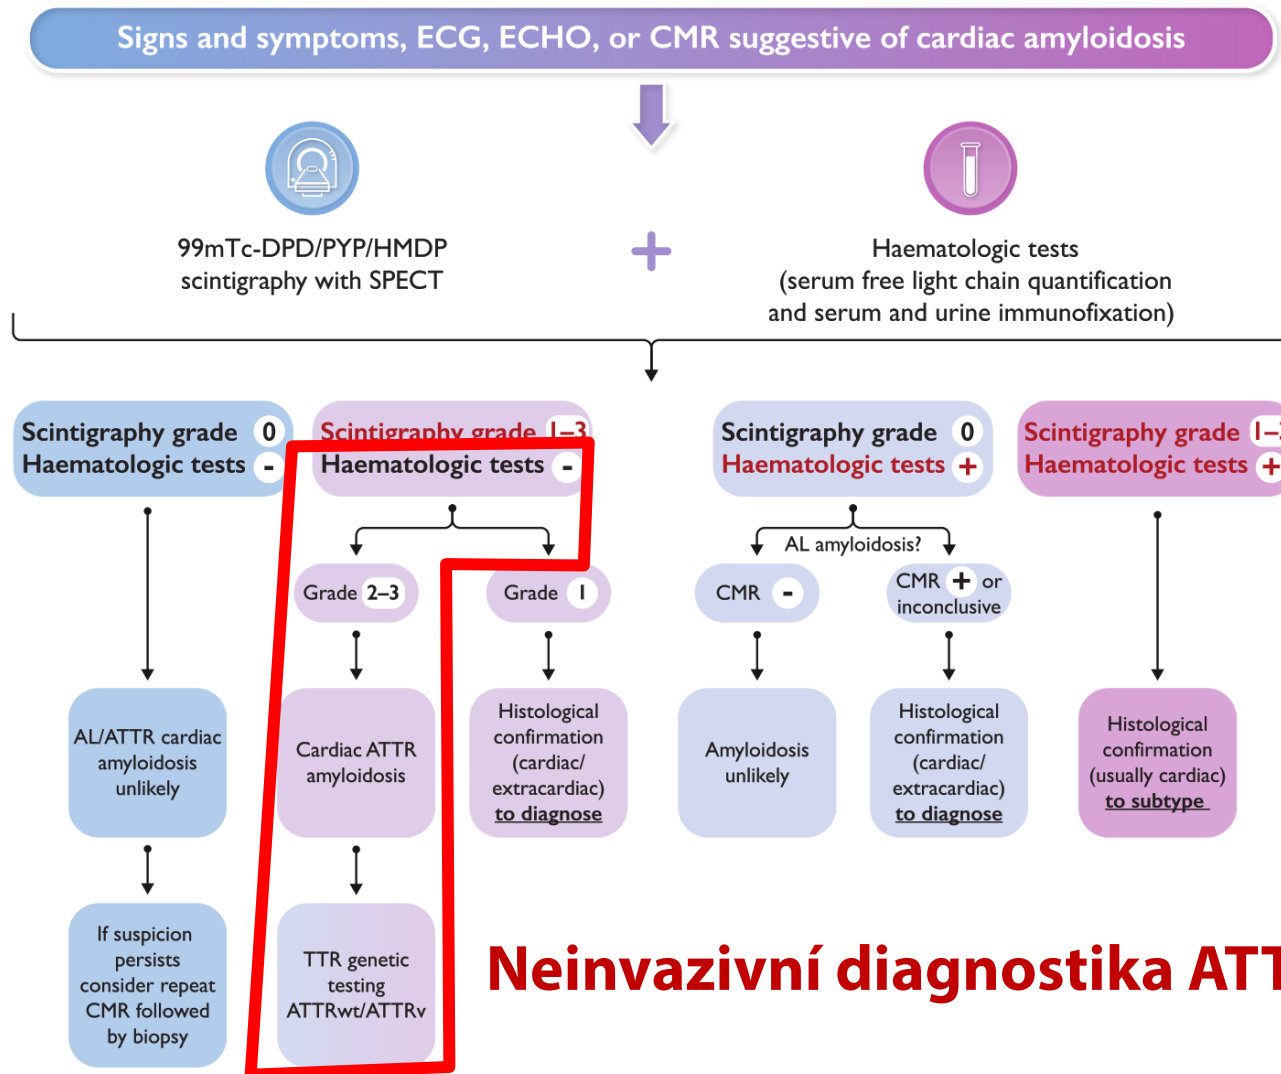 Signs and symptoms, ECG, ECHO, or CMR suggestive of cardiac amyloidosis
99mTc-DPD/PYP/HMDP
scintigraphy with SPECT
+
Haematologic tests
(serum free light chain quantification
and serum and urine immunofixation)
Scintigraphy grade 0
Haematologic tests -
Scintigraphy grade 1–3
Haematologic tests -
Scintigraphy grade 0
Haematologic tests +
Scintigraphy grade
Haematologic tests +
Grade 2–3
Grade 1
AL amyloidosis?
CMR -
CMR + or
inconclusive
AL/ATTR cardiac
amyloidosis
unlikely
Cardiac ATTR
amyloidosis
Histological
confirmation
(cardiac/
extracardiac)
to diagnose
Amyloidosis
unlikely
Histological
confirmation
(cardiac/
extracardiac)
to diagnose
Histological
confirmation
(usually cardiac)
to subtype
If suspicion
persists
consider repeat
CMR followed
by biopsy
TTR genetic
testing
ATTRwt/ATTRv
Neinvazivní diagnostika ATT